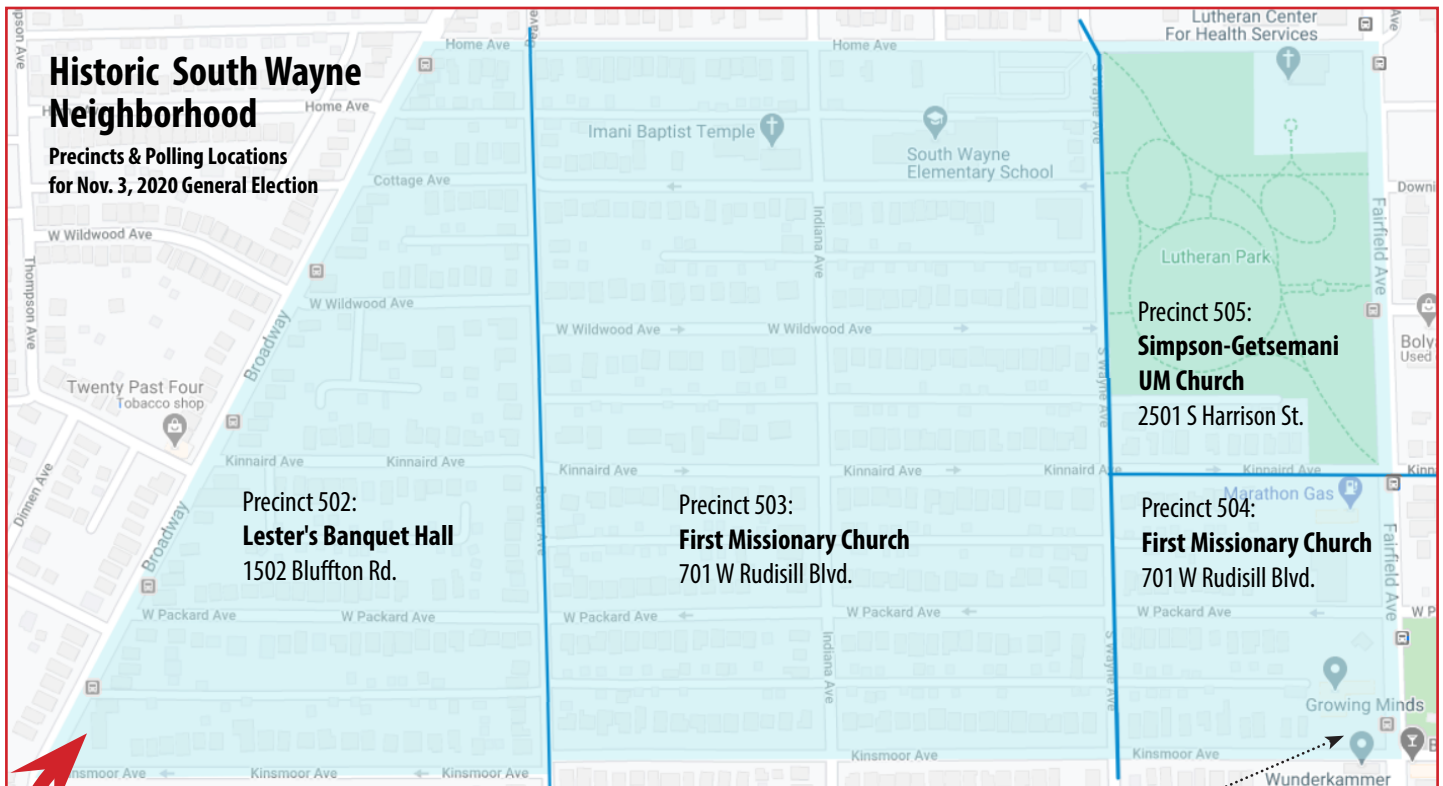 Historic South Wayne
Neighborhood
Precincts & Polling Locations
for Nov. 3, 2020 General Election
Home Ave
Home Ave
Home Ave
Lutheran Center
For Health Services
Ave
Imani Baptist Temple
South Wayne
Elementary School
S Wayne Ave
Cottage Ave
W Wildwood Ave
Thompson Ave
Indiana Ave
Fairfield Ave
Lutheran Park
W Wildwood Ave
W Wildwood Ave
Broadway
S Wayne Ave
Precinct 505:
Simpson-Getsemani
UM Church
2501 S Harrison St.
Twenty Past Four
Tobacco shop
Kinnaird Ave
Kinnaird Ave
Kinnaird Ave
Kinnaird Ave
Kinnaird A
Kinnaird Ave
Kinn
Marathon Gas
Dinnen Ave
Broadway
Beaver Ave
Fairfield Ave
Precinct 502:
Lester's Banquet Hall
1502 Bluffton Rd.
Precinct 503:
First Missionary Church
701 W Rudisill Blvd.
Precinct 504:
First Missionary Church
701 W Rudisill Blvd.
W Packard Ave
W Packard Ave
W Packard Ave
W Packard Ave
W Packard Ave
W P
Indiana Ave
S Wayne Ave
Growing Minds
Kinsmoor Ave
Kinsmoor Ave
Kinsmoor Ave
Kinsmoor Ave
Wunderkammer